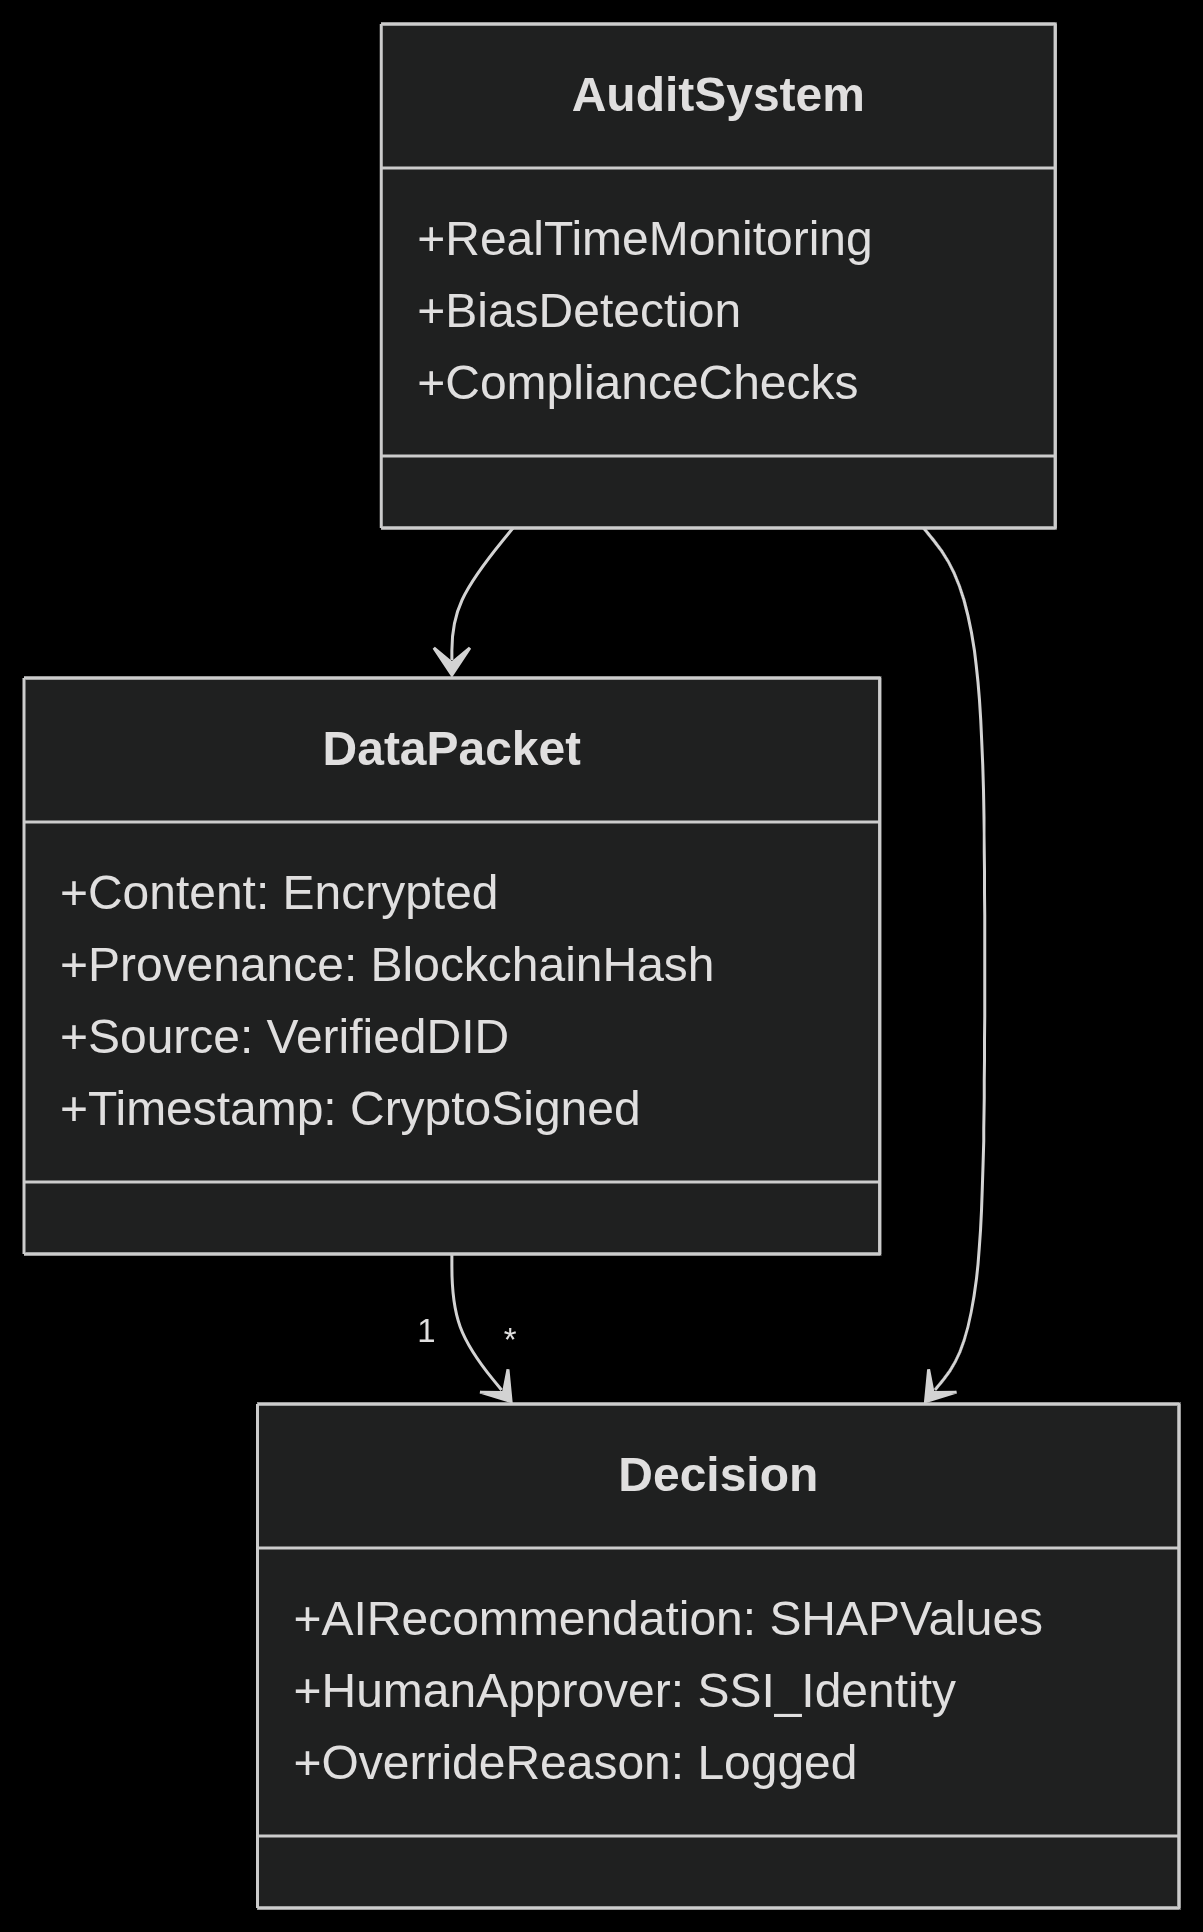 AuditSystem
+RealTimeMonitoring
+BiasDetection
+ComplianceChecks
DataPacket
+Content: Encrypted
+Provenance: BlockchainHash
+Source: VerifiedDID
+Timestamp: CryptoSigned
1
*
Decision
+AIRecommendation: SHAPValues
+HumanApprover: SSI_Identity
+OverrideReason: Logged